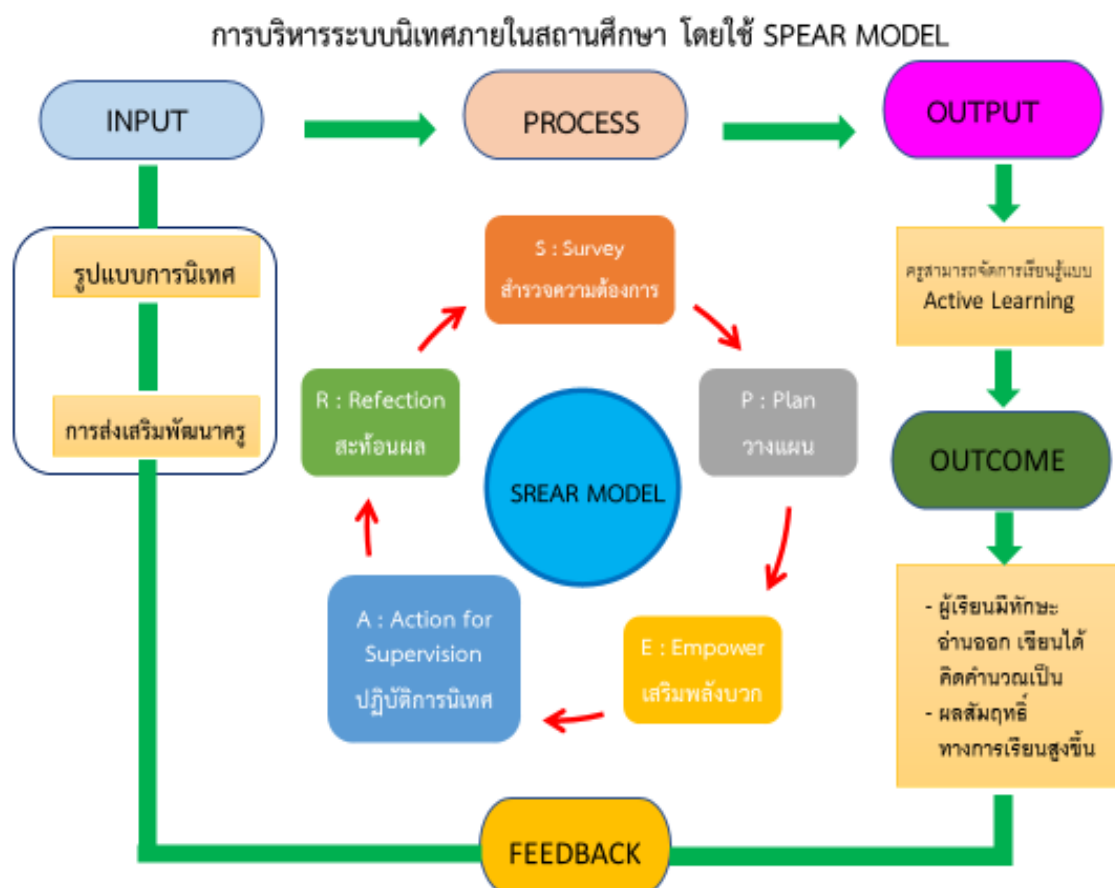 การบริหารระบบนิเทศภายในสถานศึกษา โดยใช้ SPEAR MODEL
INPUT
PROCESS
OUTPUT
รูปแบบการนิเทศ
การส่งเสริมพัฒนาครู
S : Survey
สำรวจความต้องการ
P : Plan
วางแผน
E : Empower
เสริมพลังบวก
A : Action for
Supervision
ปฏิบัติการนิเทศ
R : Refection
สะท้อนผล
SREAR MODEL
ครูสามารถจัดการเรียนรู้แบบ
Active Learning
OUTCOME
- ผู้เรียนมีทักษะ
อ่านออก เขียนได้
คิดคำนวณเป็น
- ผลสัมฤทธิ์
ทางการเรียนสูงขึ้น
FEEDBACK